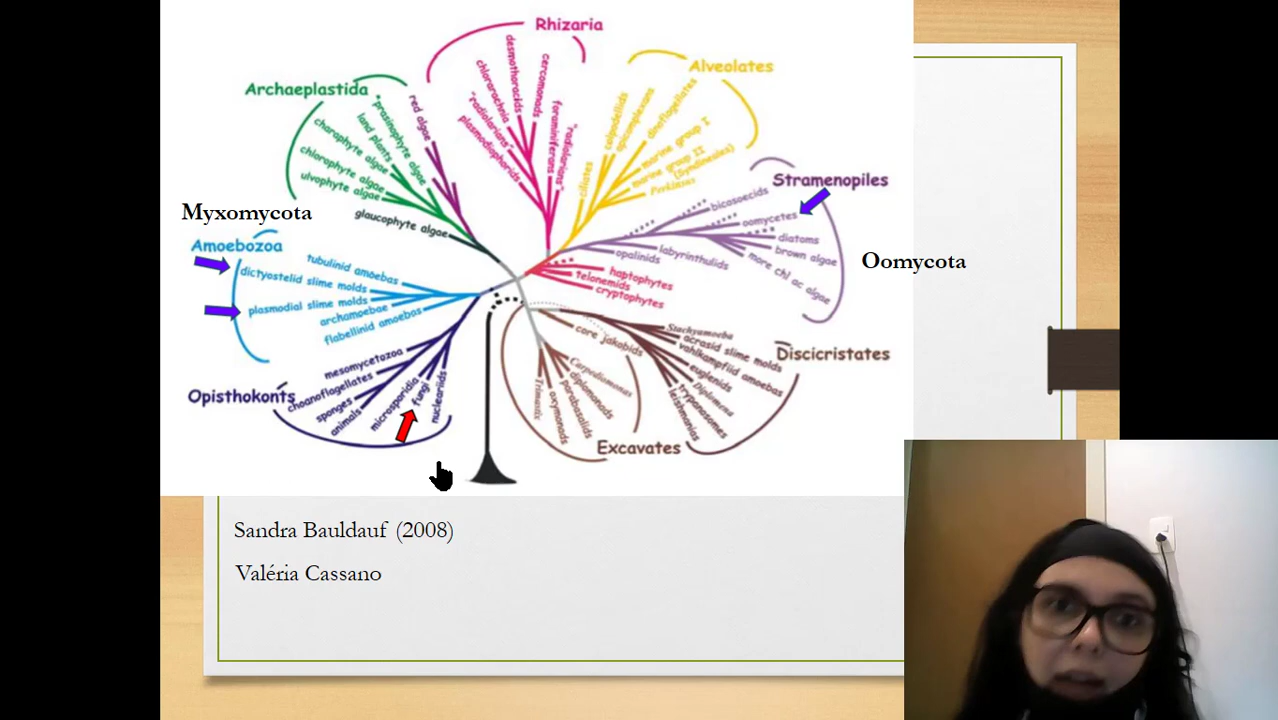 Rhizaria
desmothoracids
cercomonads
chlorarachnia
"radiolarians"
plasmodiophorids
foraminiferans
"radiolarians"
Alveolates
colpodellids
apicomplexans
dinoflagellates
marine group I
marine group II
(Syndineales)
Perkinsus
ciliates
Archaeplastida
red algae
"prasinophyte algae
land plants
charophyte algae
chlorophyte algae
ulvophyte algae
glaucophyte algae
Stramenopiles
bicosoecids
oomycetes
diatoms
brown algae
more chl ac algae
labyrinthulids
opalinids
Oomycota
haptophytes
telonemids
cryptophytes
Myxomycota
Amoebozoa
tubulinid amoebas
dictyostelid slime molds
plasmodial slime molds
archamoebae
flabellinid amoebas
Opisthokonts
mesomycetozoa
choanoflagellates
sponges
animals
microsporidia
fungi
nucleariids
Discicristates
Stachyamoeba
acrasid slime molds
vahlkampfiid amoebas
euglenids
Diplonema
trypanosomes
leishmanias
Excavates
core jakobids
Carpediomonas
diplomonads
parabasalids
oxymonads
Trimastix
Sandra Bauldauf (2008)
Valéria Cassano